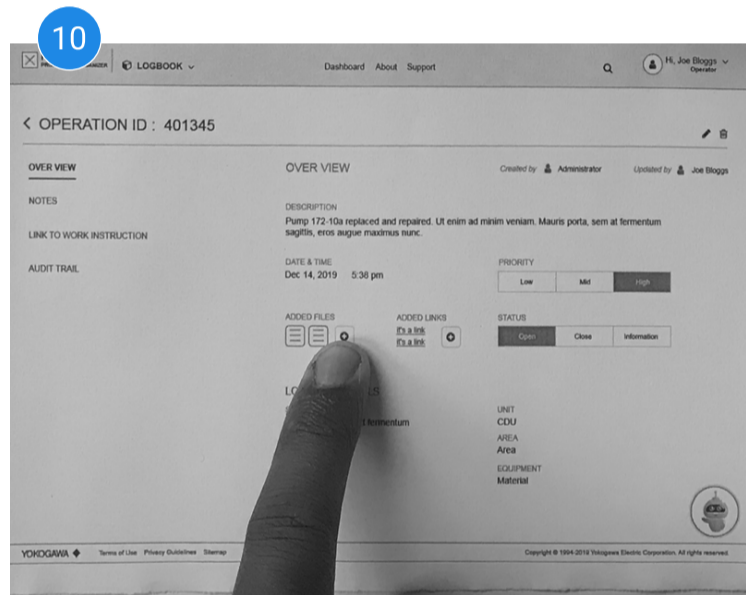 10
LOGBOOK
Dashboard About Support
Hi, Joe Bloggs
Operator
OPERATION ID : 401345
OVER VIEW
NOTES
LINK TO WORK INSTRUCTION
AUDIT TRAIL
OVER VIEW
Created by Administrator
Updated by Joe Bloggs
DESCRIPTION
Pump 172-10a replaced and repaired. Ut enim ad minim veniam. Mauris porta, sem at fermentum
sagittis, eros augue maximus nunc.
DATE & TIME
Dec 14, 2019 5:38 pm
PRIORITY
Low Mid High
ADDED FILES
ADDED LINKS
It's a link
It's a link
STATUS
Open Close Information
fermentum
UNIT
CDU
AREA
Area
EQUIPMENT
Material
YOKOGAWA Terms of Use Privacy Guidelines Sitemap
Copyright © 1994-2019 Yokogawa Electric Corporation. All rights reserved.